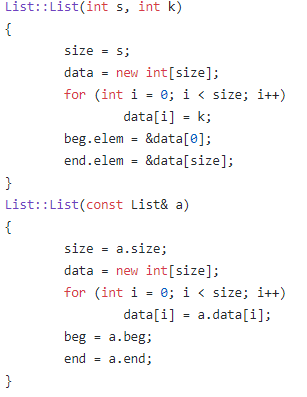 List::List(int s, int k)
{
        size = s;
        data = new int[size];
        for (int i = 0; i < size; i++)
                data[i] = k;
        beg.elem = &data[0];
        end.elem = &data[size];
}
List::List(const List& a)
{
        size = a.size;
        data = new int[size];
        for (int i = 0; i < size; i++)
                data[i] = a.data[i];
        beg = a.beg;
        end = a.end;
}